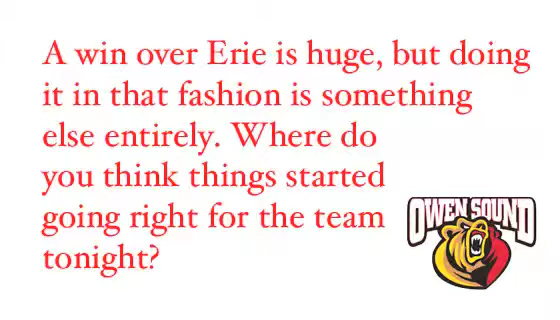 A win over Erie is huge, but doing
it in that fashion is something
else entirely. Where do
you think things started
going right for the team
tonight?
OWEN SOUND